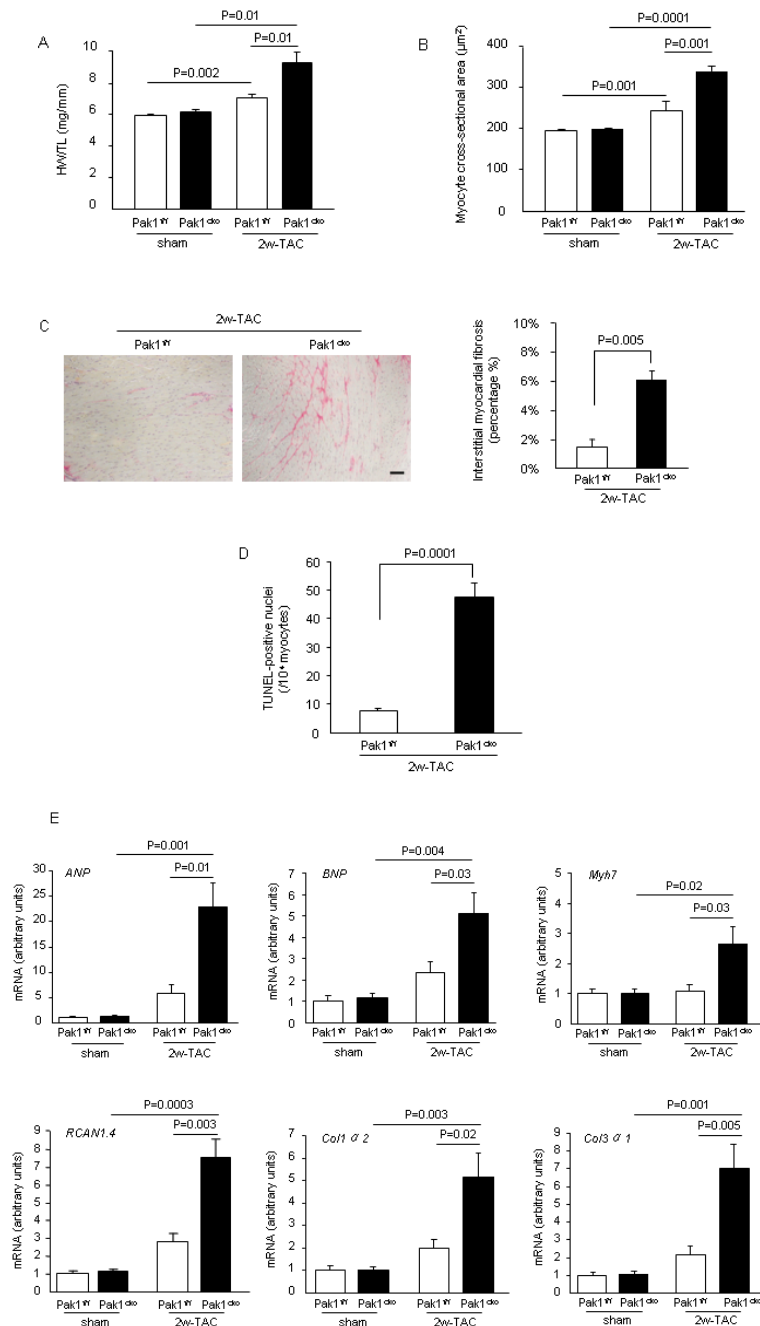 A
P=0.01
P=0.01
P=0.002
HW/TL (mg/mm)
10
8
6
4
2
0
Pak1f/f Pak1cko Pak1f/f Pak1cko
sham 2w-TAC
B
P=0.0001
P=0.001
P=0.001
Myocyte cross-sectional area (μm²)
400
300
200
100
0
Pak1f/f Pak1cko Pak1f/f Pak1cko
sham 2w-TAC
C
2w-TAC
Pak1f/f Pak1cko
Interstitial myocardial fibrosis
(percentage %)
10%
8%
6%
4%
2%
0%
P=0.005
Pak1f/f Pak1cko
2w-TAC
D
P=0.0001
TUNEL-positive nuclei
(/10⁴ myocytes)
60
50
40
30
20
10
0
Pak1f/f Pak1cko
2w-TAC
E
P=0.001
P=0.01
ANP
mRNA (arbitrary units)
30
25
20
15
10
5
0
Pak1f/f Pak1cko Pak1f/f Pak1cko
sham 2w-TAC
P=0.004
P=0.03
BNP
mRNA (arbitrary units)
7
6
5
4
3
2
1
0
Pak1f/f Pak1cko Pak1f/f Pak1cko
sham 2w-TAC
P=0.02
P=0.03
Myh7
mRNA (arbitrary units)
5
4
3
2
1
0
Pak1f/f Pak1cko Pak1f/f Pak1cko
sham 2w-TAC
P=0.0003
P=0.003
RCAN1.4
mRNA (arbitrary units)
9
8
7
6
5
4
3
2
1
0
Pak1f/f Pak1cko Pak1f/f Pak1cko
sham 2w-TAC
P=0.003
P=0.02
Col1 σ 2
mRNA (arbitrary units)
7
6
5
4
2
1
0
Pak1f/f Pak1cko Pak1f/f Pak1cko
sham 2w-TAC
P=0.001
P=0.005
Col3 σ 1
mRNA (arbitrary units)
9
8
7
6
5
4
3
2
1
0
Pak1f/f Pak1cko Pak1f/f Pak1cko
sham 2w-TAC